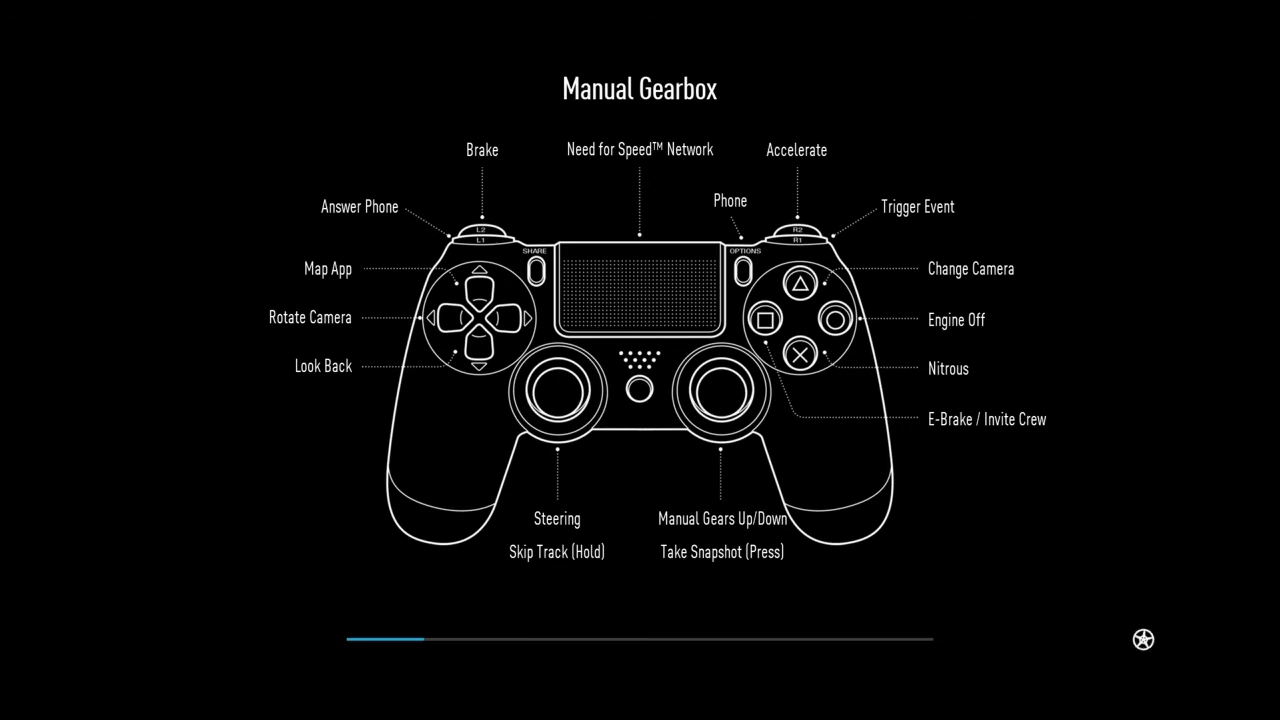 Manual Gearbox
Brake
Need for Speed™ Network
Accelerate
Answer Phone
Phone
Trigger Event
L2
R2
L1
R1
SHARE
OPTIONS
Map App
Change Camera
Rotate Camera
Engine Off
Look Back
Nitrous
E-Brake / Invite Crew
Steering
Manual Gears Up/Down
Skip Track (Hold)
Take Snapshot (Press)